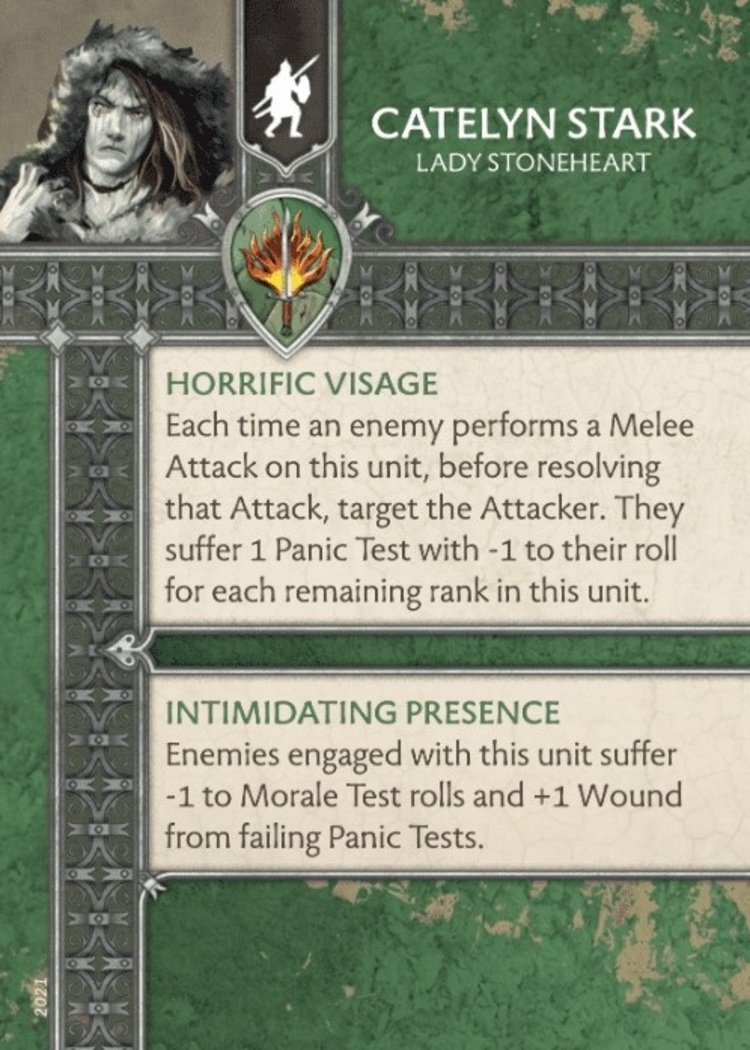 CATELYN STARK
LADY STONEHEART
HORRIFIC VISAGE
Each time an enemy performs a Melee
Attack on this unit, before resolving
that Attack, target the Attacker. They
suffer 1 Panic Test with -1 to their roll
for each remaining rank in this unit.
INTIMIDATING PRESENCE
Enemies engaged with this unit suffer
-1 to Morale Test rolls and +1 Wound
from failing Panic Tests.
2021